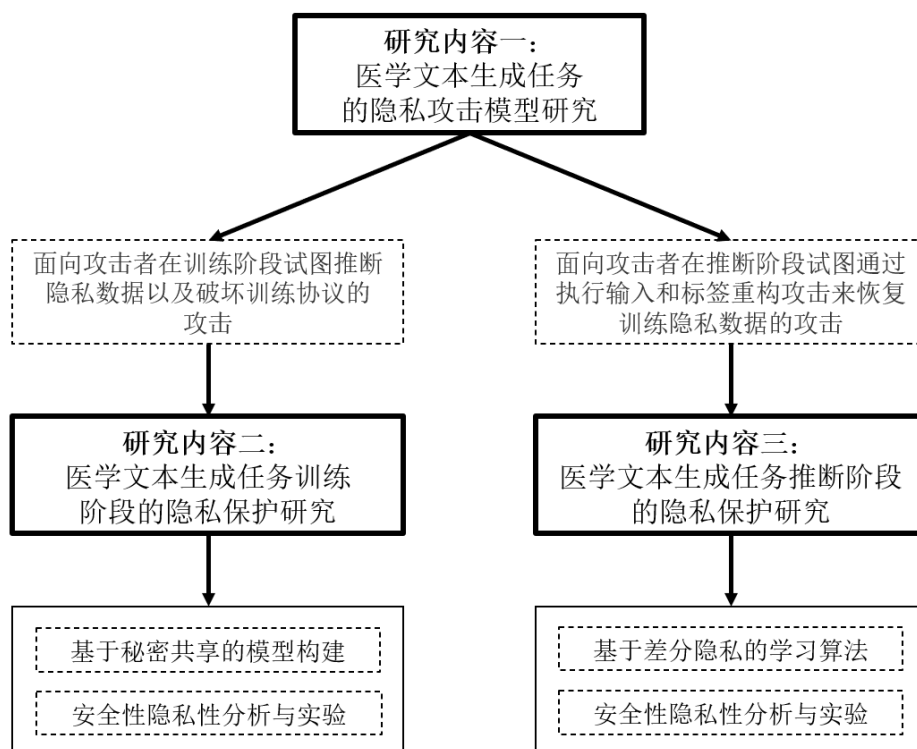 研究内容一：
医学文本生成任务
的隐私攻击模型研究
面向攻击者在训练阶段试图推断
隐私数据以及破坏训练协议的
攻击
面向攻击者在推断阶段试图通过
执行输入和标签重构攻击来恢复
训练隐私数据的攻击
研究内容二：
医学文本生成任务训练
阶段的隐私保护研究
研究内容三：
医学文本生成任务推断阶段
的隐私保护研究
基于秘密共享的模型构建
安全性隐私性分析与实验
基于差分隐私的学习算法
安全性隐私性分析与实验